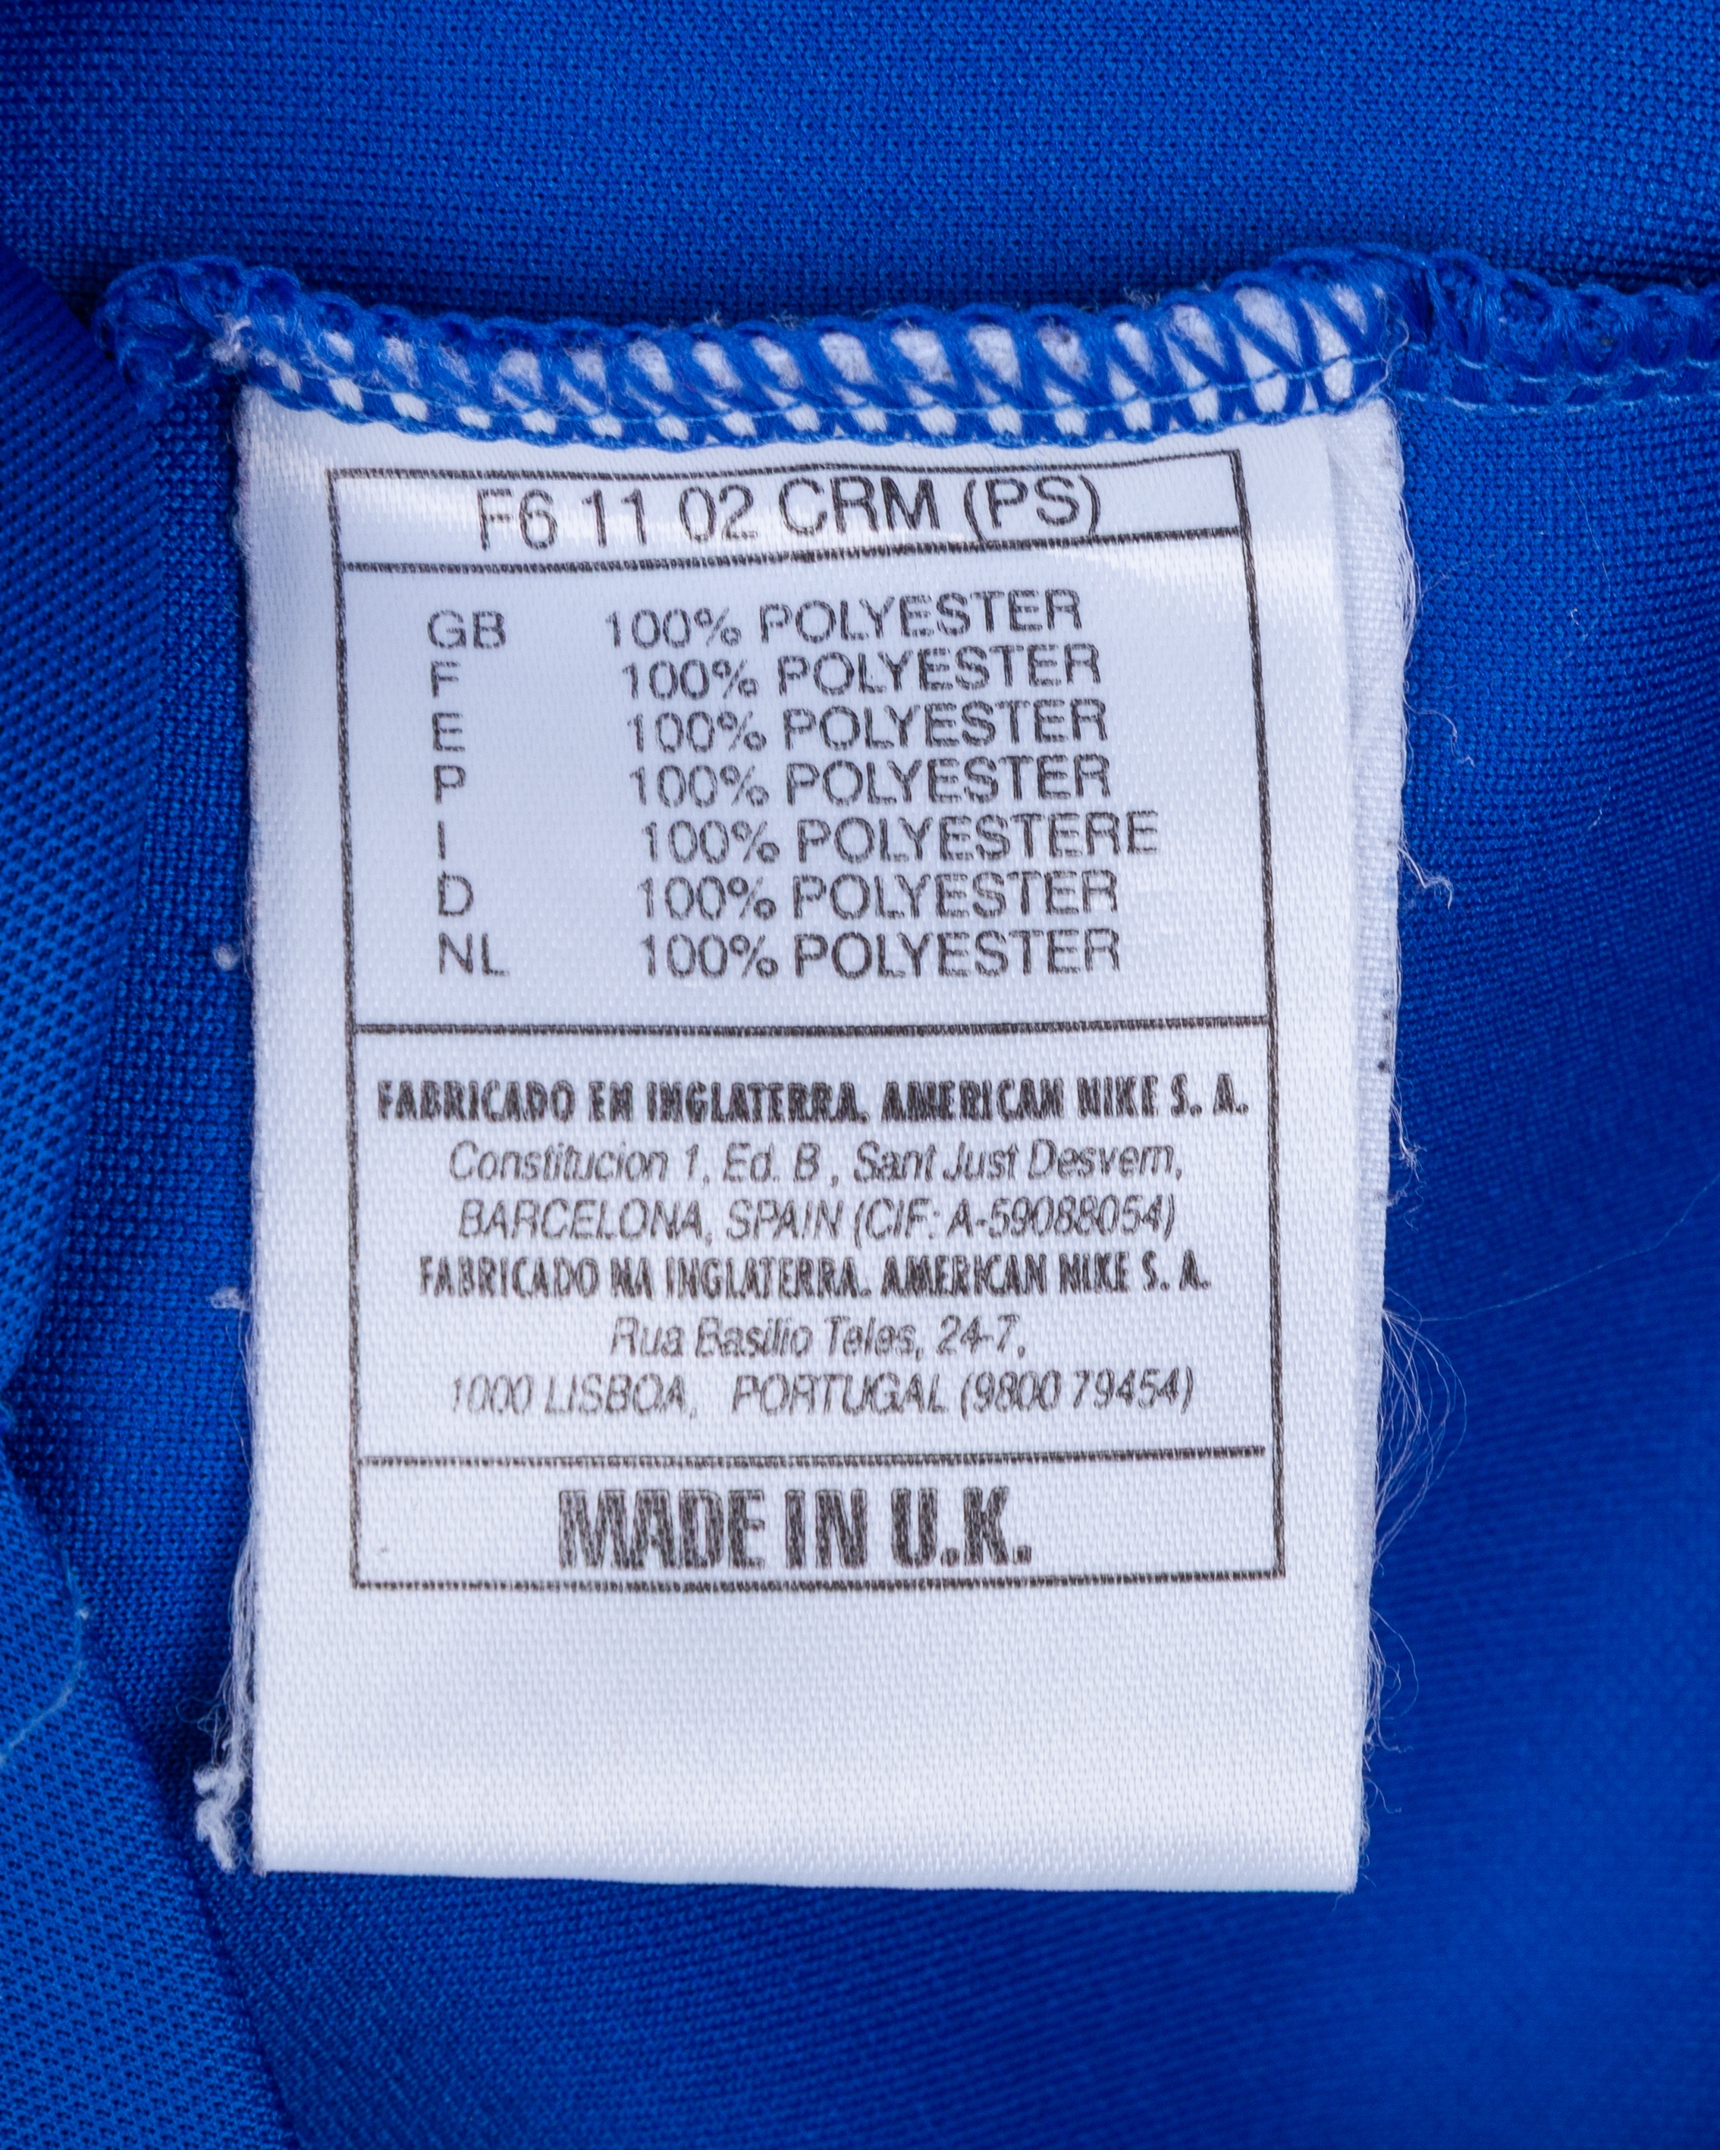 F6 11 02 CRM (PS)
GB 100% POLYESTER
F 100% POLYESTER
E 100% POLYESTER
P 100% POLYESTER
I 100% POLYESTERE
D 100% POLYESTER
NL 100% POLYESTER
FABRICADO EN INGLATERRA. AMERICAN NIKE S. A.
Constitucion 1, Ed. B , Sant Just Desvern,
BARCELONA, SPAIN (CIF: A-59088054)
FABRICADO NA INGLATERRA. AMERICAN NIKE S. A.
Rua Basilio Teles, 24-7,
1000 LISBOA, PORTUGAL (9800 79454)
MADE IN U.K.